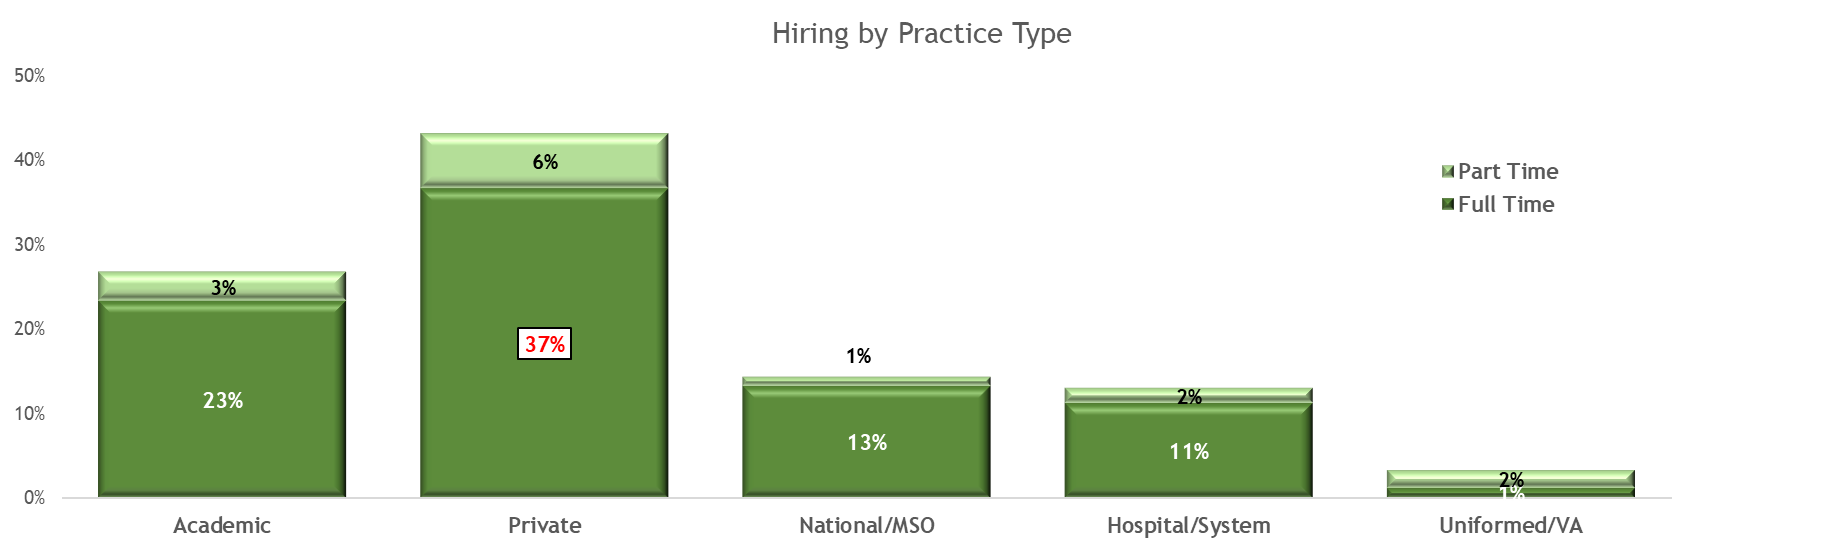 Hiring by Practice Type
50%
40%
30%
20%
10%
0%
3%
23%
6%
37%
1%
13%
2%
11%
2%
1%
Part Time
Full Time
Academic
Private
National/MSO
Hospital/System
Uniformed/VA